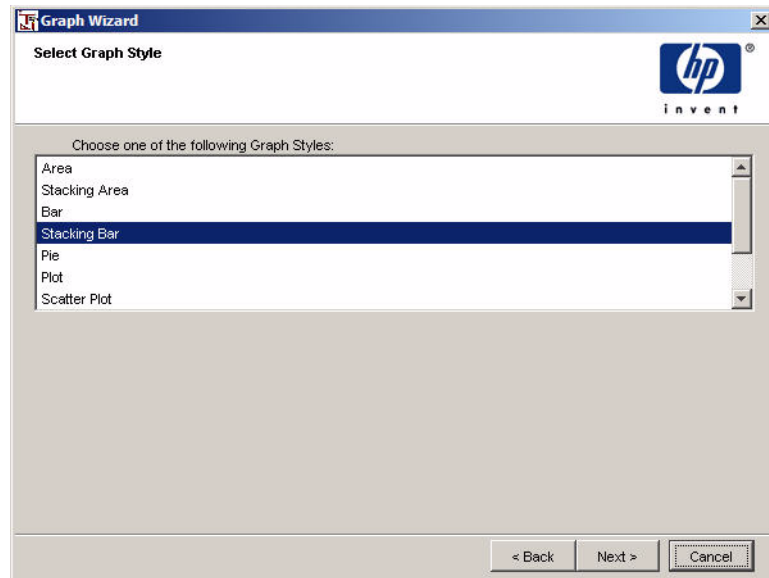 Graph Wizard
Select Graph Style
hp
®
invent
Choose one of the following Graph Styles:
Area
Stacking Area
Bar
Stacking Bar
Pie
Plot
Scatter Plot
< Back
Next >
Cancel